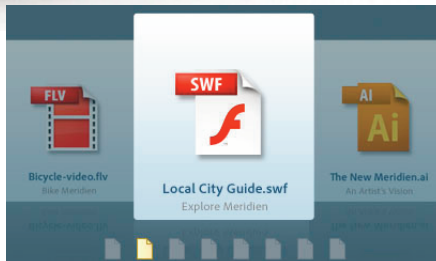 FLV
Bicycle-video.flv
Bike Meridien
SWF
Local City Guide.swf
Explore Meridien
AI
Ai
The New Meridien.ai
An Artist's Vision